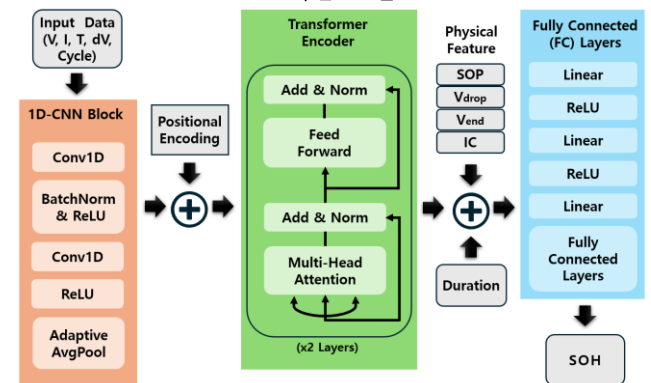 Input Data
(V, I, T, dV,
Cycle)
1D-CNN Block
Conv1D
BatchNorm
& ReLU
Conv1D
ReLU
Adaptive
AvgPool
Positional
Encoding
Transformer
Encoder
Add & Norm
Feed
Forward
Add & Norm
Multi-Head
Attention
(x2 Layers)
Physical
Feature
SOP
Vdrop
Vend
IC
Duration
Fully Connected
(FC) Layers
Linear
ReLU
Linear
ReLU
Linear
Fully
Connected
Layers
SOH